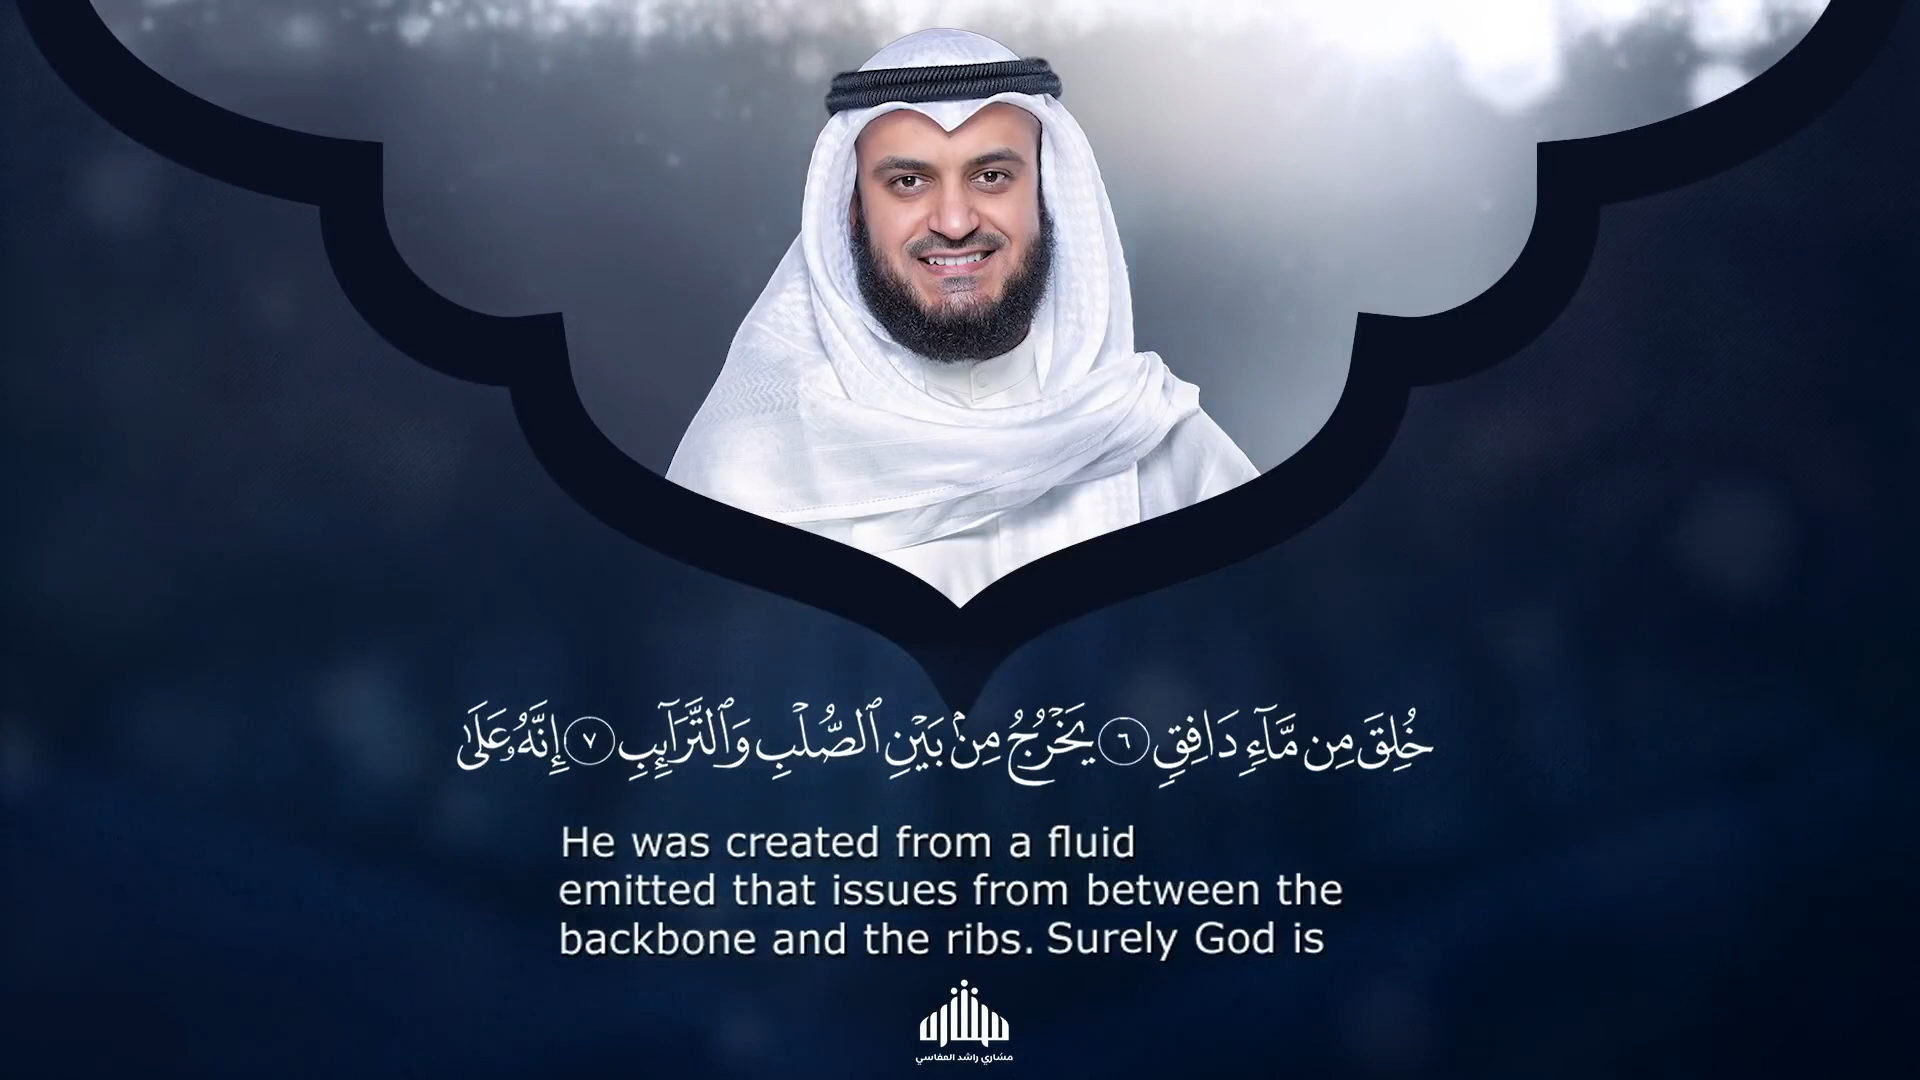 خُلِقَ مِن مَّآءٍ دَافِقٍ ٦ يَخْرُجُ مِنۢ بَيْنِ ٱلصُّلْبِ وَٱلتَّرَآئِبِ ٧ إِنَّهُۥ عَلَىٰ
He was created from a fluid
emitted that issues from between the
backbone and the ribs. Surely God is
مشاري راشد العفاسي